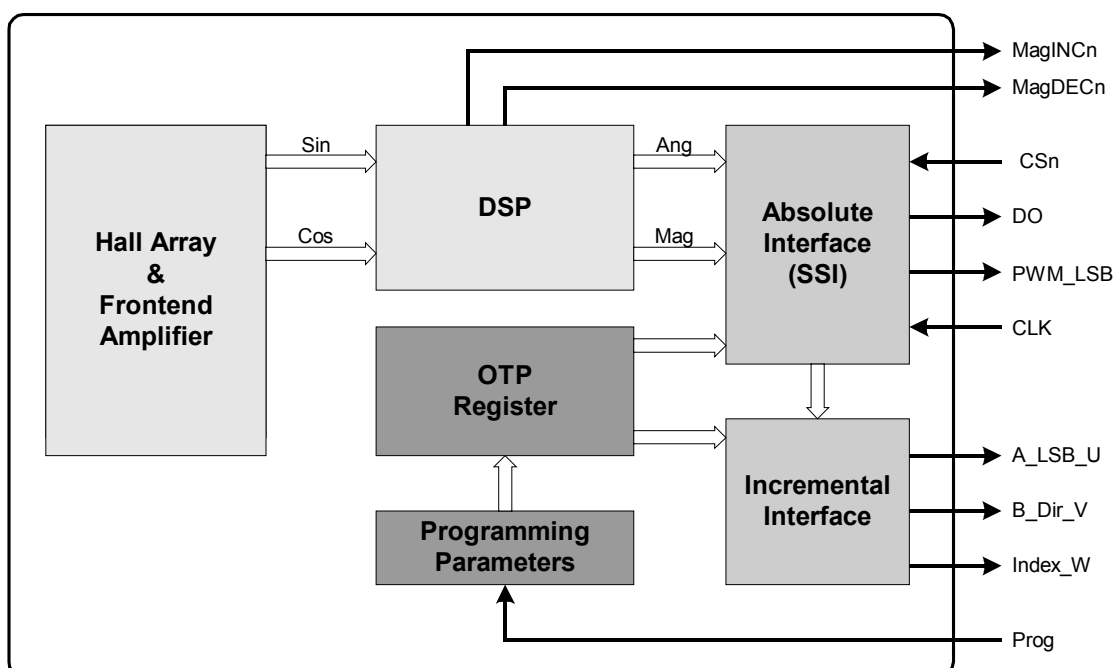 MagINCn
MagDECn
Hall Array
&
Frontend
Amplifier
Sin
Cos
DSP
Ang
Mag
Absolute
Interface
(SSI)
CSn
DO
PWM_LSB
CLK
OTP
Register
Programming
Parameters
Incremental
Interface
A_LSB_U
B_Dir_V
Index_W
Prog